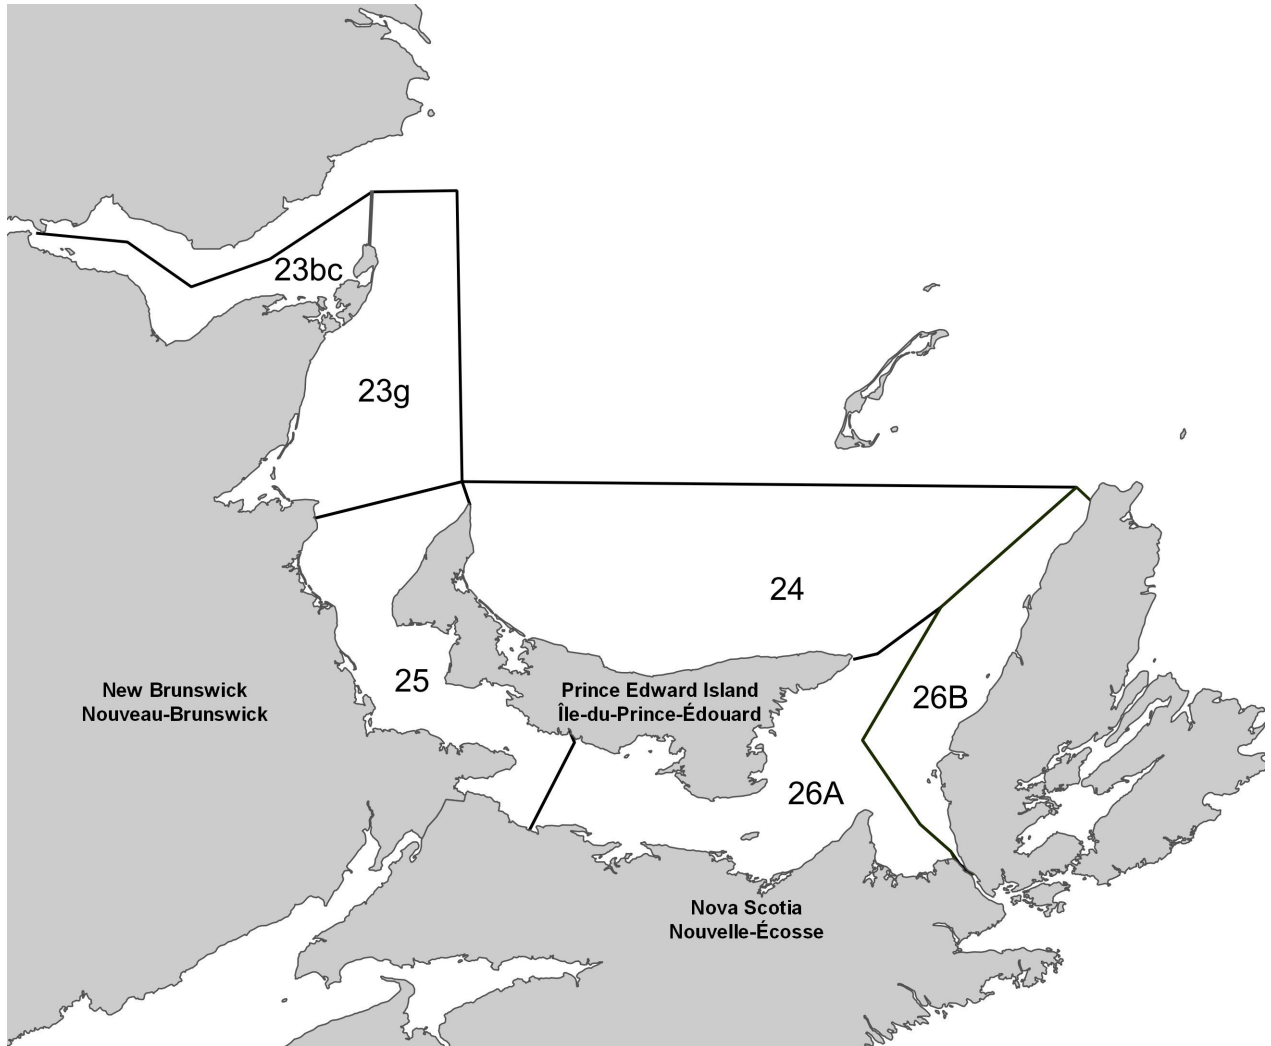 23bc
23g
24
25
New Brunswick
Nouveau-Brunswick
Prince Edward Island
Île-du-Prince-Édouard
26B
26A
Nova Scotia
Nouvelle-Écosse